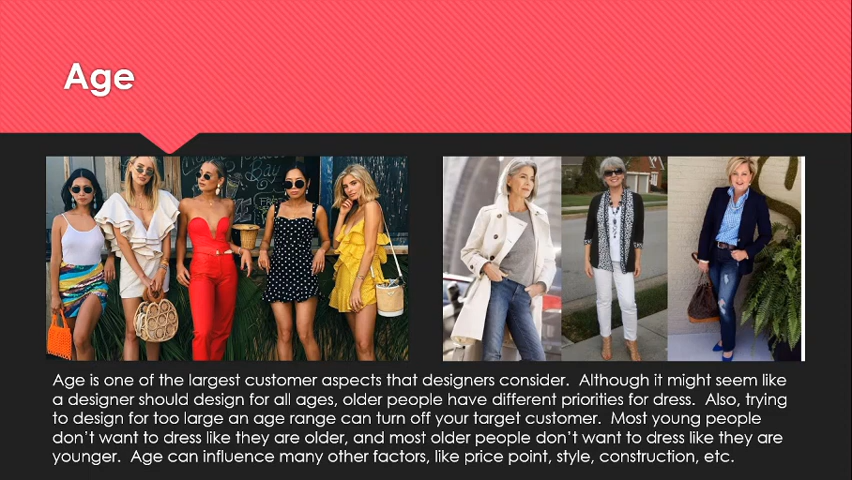 Age
Age is one of the largest customer aspects that designers consider.  Although it might seem like
a designer should design for all ages, older people have different priorities for dress.  Also, trying
to design for too large an age range can turn off your target customer.  Most young people
don't want to dress like they are older, and most older people don't want to dress like they are
younger.  Age can influence many other factors, like price point, style, construction, etc.